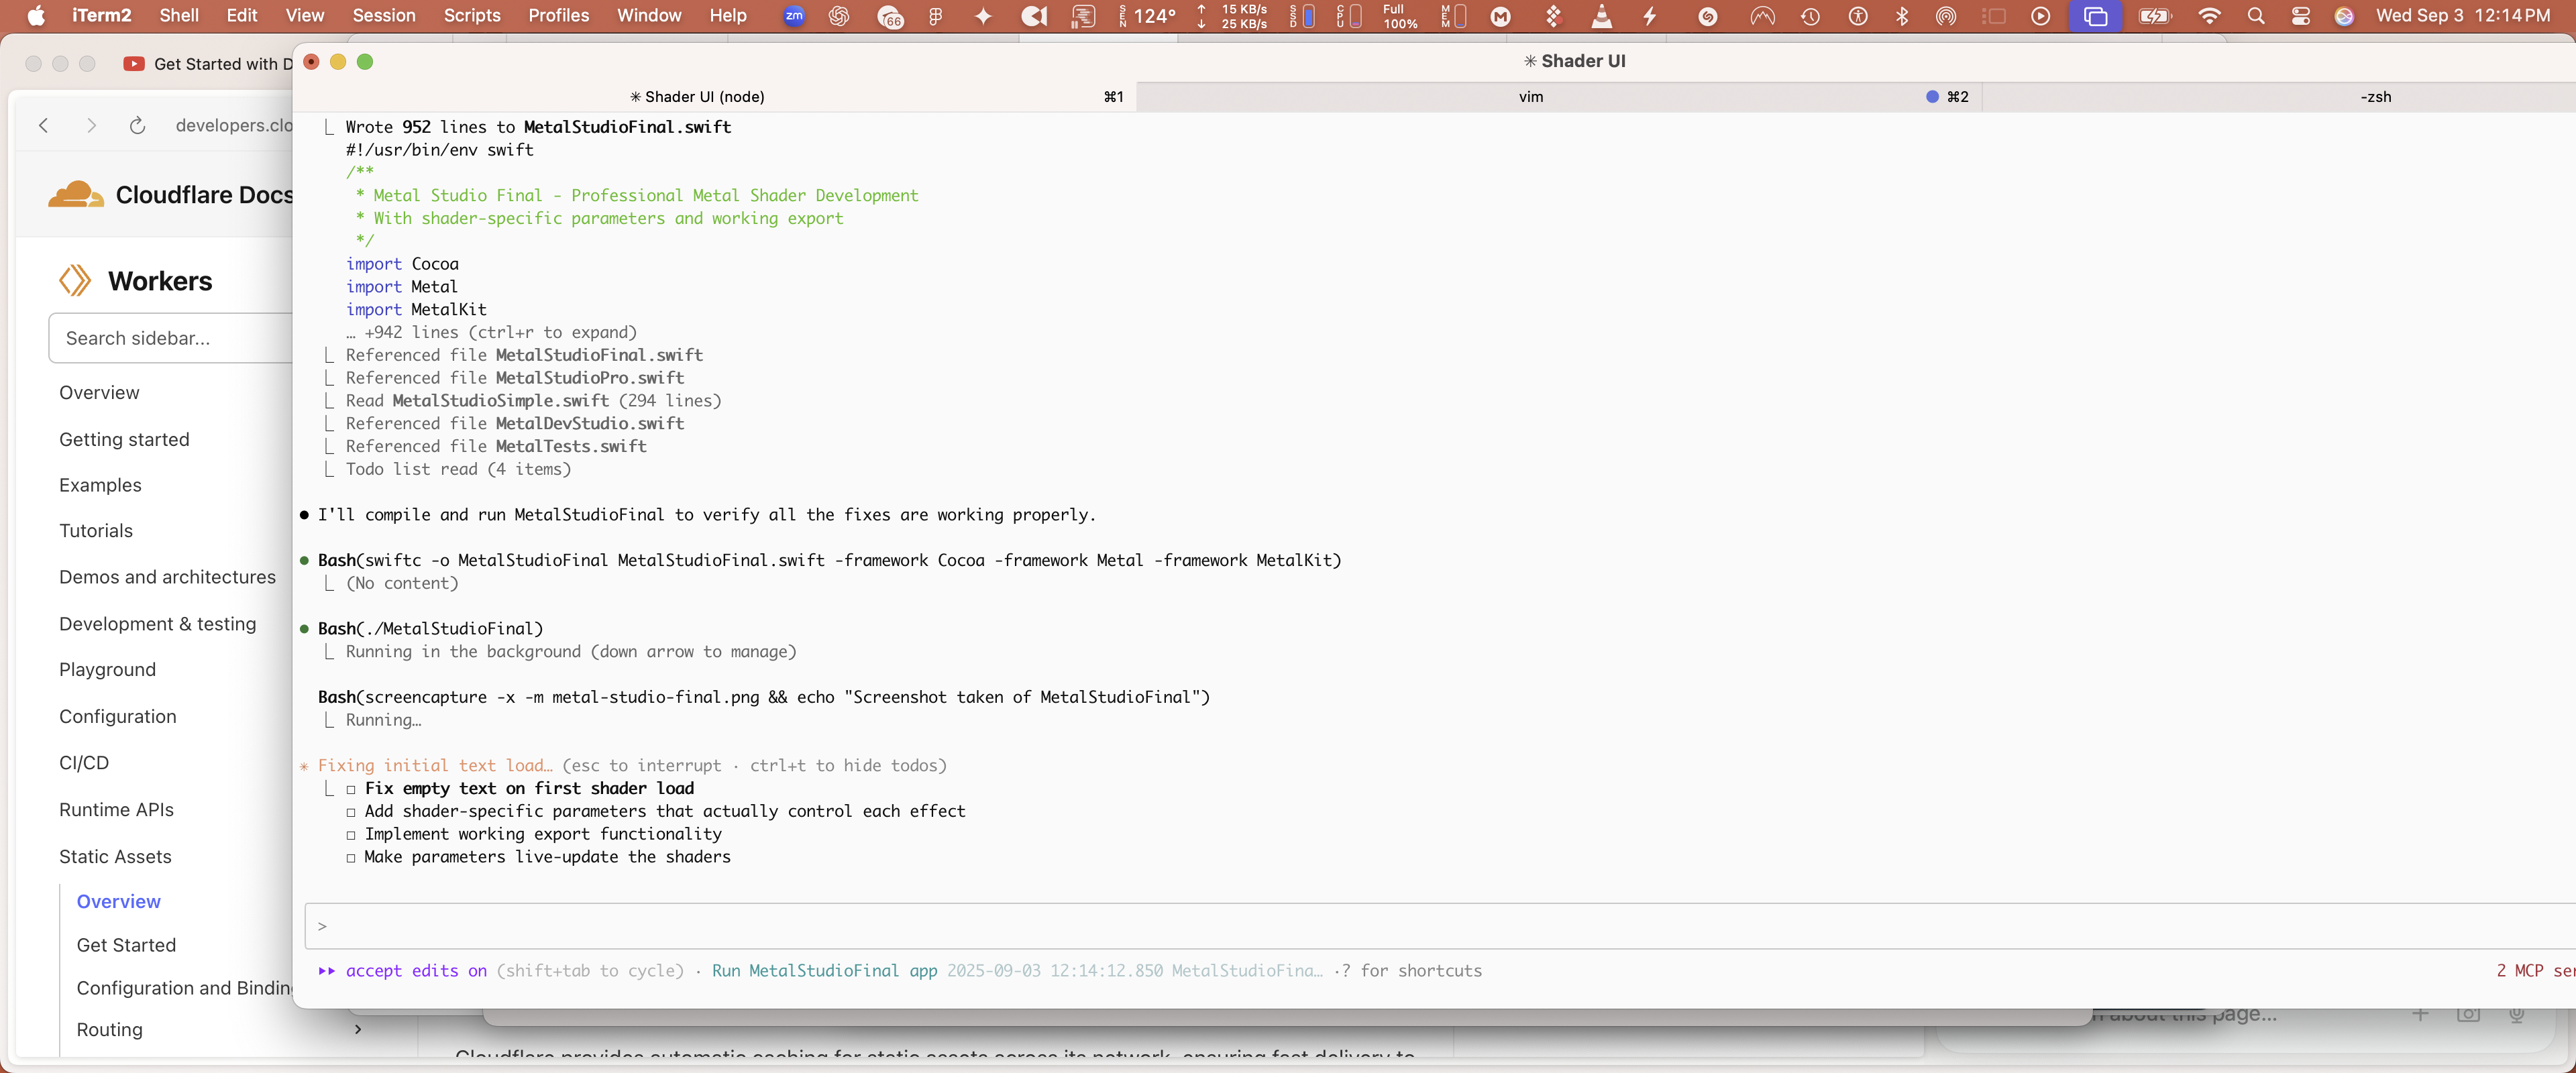 iTerm2 Shell Edit View Session Scripts Profiles Window Help zm 66 SEN 124° 15 KB/s 25 KB/s SSD CPU Full 100% MEM Wed Sep 3 12:14 PM
Get Started with D
✳ Shader UI
✳ Shader UI (node) ⌘1 vim ⌘2 -zsh
developers.clo
Cloudflare Docs
Workers
Search sidebar...
Overview
Getting started
Examples
Tutorials
Demos and architectures
Development & testing
Playground
Configuration
CI/CD
Runtime APIs
Static Assets
Overview
Get Started
Configuration and Bindin
Routing
⎿ Wrote 952 lines to MetalStudioFinal.swift
#!/usr/bin/env swift
/**
* Metal Studio Final - Professional Metal Shader Development
* With shader-specific parameters and working export
*/
import Cocoa
import Metal
import MetalKit
… +942 lines (ctrl+r to expand)
⎿ Referenced file MetalStudioFinal.swift
⎿ Referenced file MetalStudioPro.swift
⎿ Read MetalStudioSimple.swift (294 lines)
⎿ Referenced file MetalDevStudio.swift
⎿ Referenced file MetalTests.swift
⎿ Todo list read (4 items)
● I'll compile and run MetalStudioFinal to verify all the fixes are working properly.
● Bash(swiftc -o MetalStudioFinal MetalStudioFinal.swift -framework Cocoa -framework Metal -framework MetalKit)
⎿ (No content)
● Bash(./MetalStudioFinal)
⎿ Running in the background (down arrow to manage)
Bash(screencapture -x -m metal-studio-final.png && echo "Screenshot taken of MetalStudioFinal")
⎿ Running…
✳ Fixing initial text load… (esc to interrupt · ctrl+t to hide todos)
⎿ ☐ Fix empty text on first shader load
☐ Add shader-specific parameters that actually control each effect
☐ Implement working export functionality
☐ Make parameters live-update the shaders
>
⏵⏵ accept edits on (shift+tab to cycle) · Run MetalStudioFinal app 2025-09-03 12:14:12.850 MetalStudioFina… ·? for shortcuts
2 MCP ser
about this page...
Cloudflare provides automatic caching for static assets across its network, ensuring fast delivery to